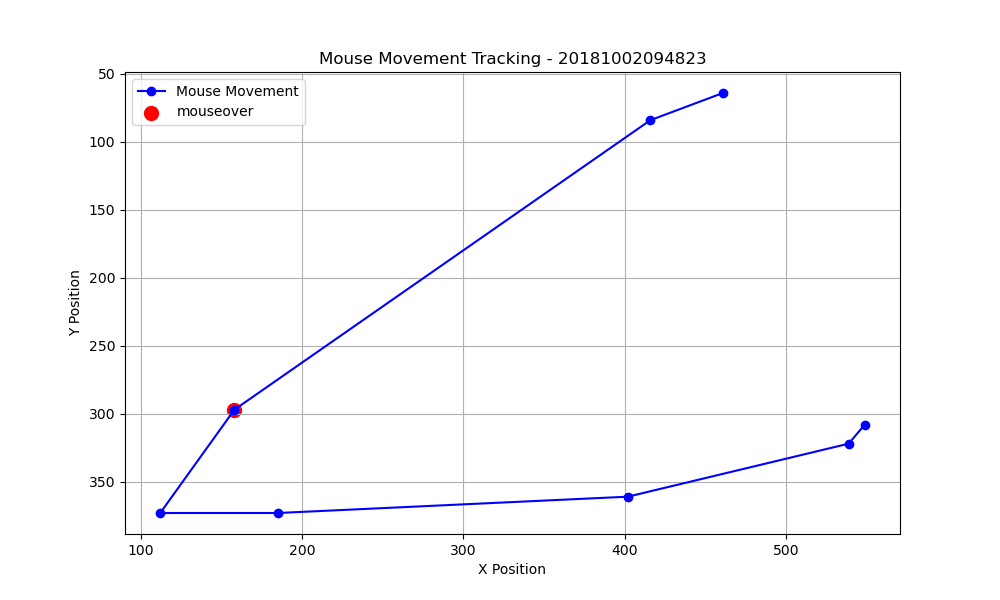 Mouse Movement Tracking - 20181002094823
Mouse Movement
mouseover
50
100
150
200
250
300
350
Y Position
100 200 300 400 500
X Position